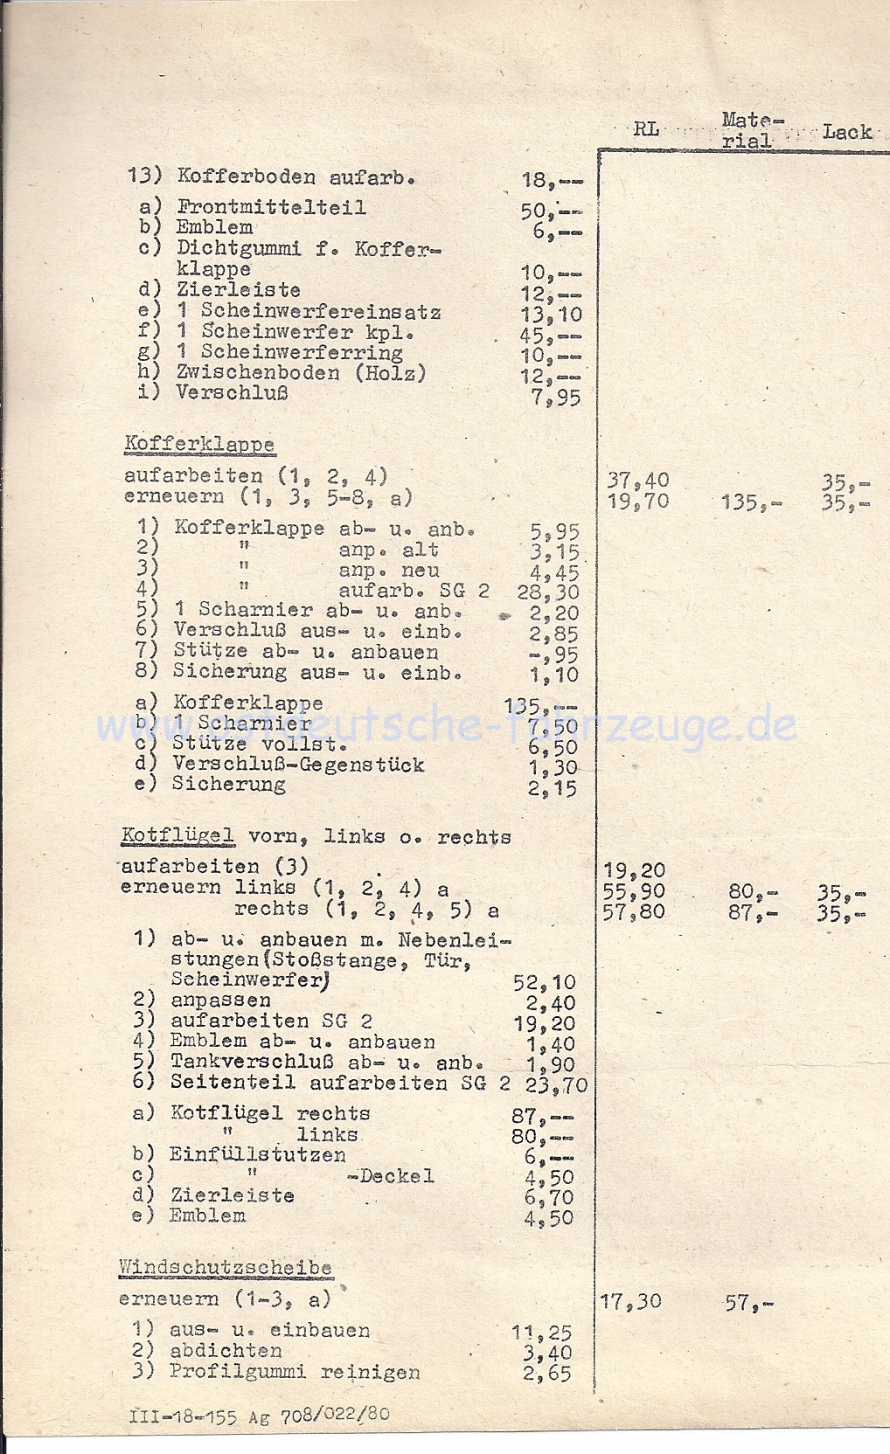 RL Mate- Lack
rial
13) Kofferboden aufarb. 18,--
a) Frontmittelteil 50,--
b) Emblem 6,--
c) Dichtgummi f. Koffer-
klappe 10,--
d) Zierleiste 12,--
e) 1 Scheinwerfereinsatz 13,10
f) 1 Scheinwerfer kpl. 45,--
g) 1 Scheinwerferring 10,--
h) Zwischenboden (Holz) 12,--
i) Verschluß 7,95
Kofferklappe
aufarbeiten (1, 2, 4) 37,40 35,-
erneuern (1, 3, 5-8, a) 19,70 135,- 35,-
1) Kofferklappe ab- u. anb. 5,95
2) " anp. alt 3,15
3) " anp. neu 4,45
4) " aufarb. SG 2 28,30
5) 1 Scharnier ab- u. anb. 2,20
6) Verschluß aus- u. einb. 2,85
7) Stütze ab- u. anbauen -,95
8) Sicherung aus- u. einb. 1,10
a) Kofferklappe 135,--
www.ostdeutsche-fahrzeuge.de
b) 1 Scharnier 7,50
c) Stütze vollst. 6,50
d) Verschluß-Gegenstück 1,30
e) Sicherung 2,15
Kotflügel vorn, links o. rechts
aufarbeiten (3) 19,20
erneuern links (1, 2, 4) a 55,90 80,- 35,-
rechts (1, 2, 4, 5) a 57,80 87,- 35,-
1) ab- u. anbauen m. Nebenlei-
stungen(Stoßstange, Tür,
Scheinwerfer) 52,10
2) anpassen 2,40
3) aufarbeiten SG 2 19,20
4) Emblem ab- u. anbauen 1,40
5) Tankverschluß ab- u. anb. 1,90
6) Seitenteil aufarbeiten SG 2 23,70
a) Kotflügel rechts 87,--
" links 80,--
b) Einfüllstutzen 6,--
c) " -Deckel 4,50
d) Zierleiste 6,70
e) Emblem 4,50
Windschutzscheibe
erneuern (1-3, a) 17,30 57,-
1) aus- u. einbauen 11,25
2) abdichten 3,40
3) Profilgummi reinigen 2,65
III-18-155 Ag 708/022/80